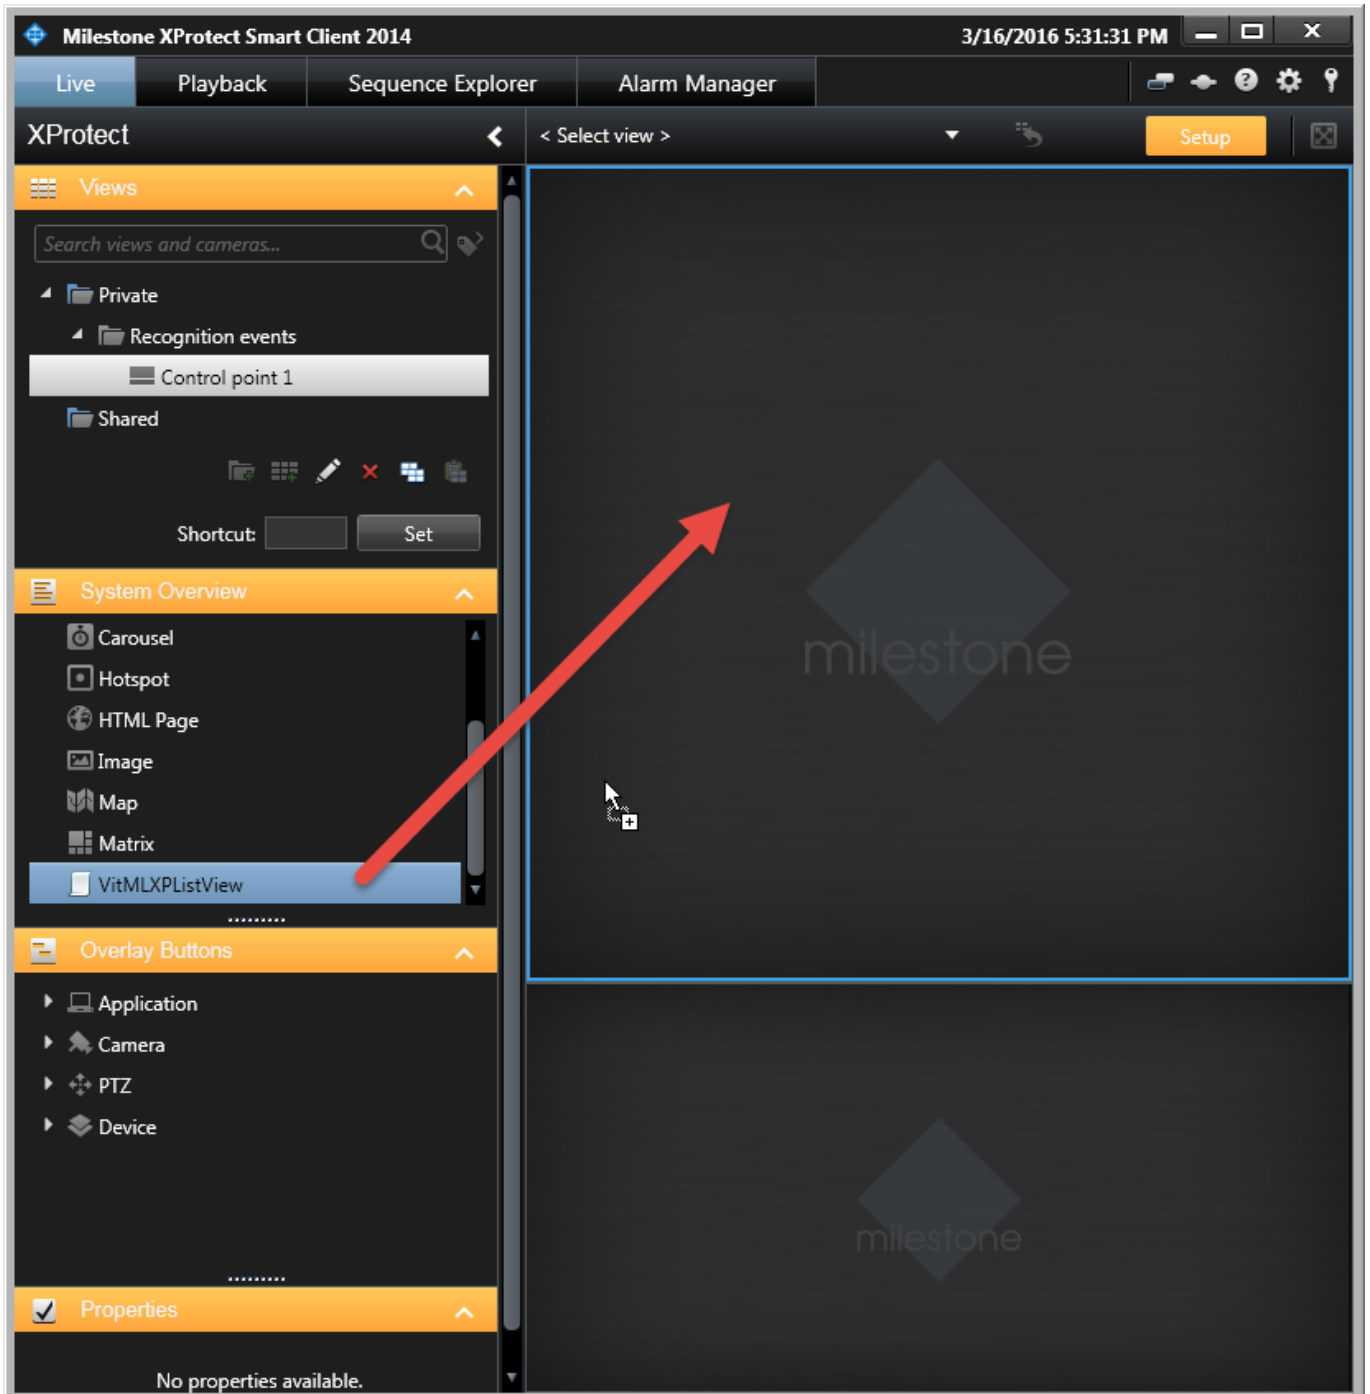 Milestone XProtect Smart Client 2014
3/16/2016 5:31:31 PM
Live
Playback
Sequence Explorer
Alarm Manager
XProtect
< Select view >
Setup
Views
Search views and cameras...
Private
Recognition events
Control point 1
Shared
Shortcut:
Set
System Overview
Carousel
Hotspot
HTML Page
Image
Map
Matrix
VitMLXPListView
Overlay Buttons
Application
Camera
PTZ
Device
Properties
No properties available.
milestone
milestone